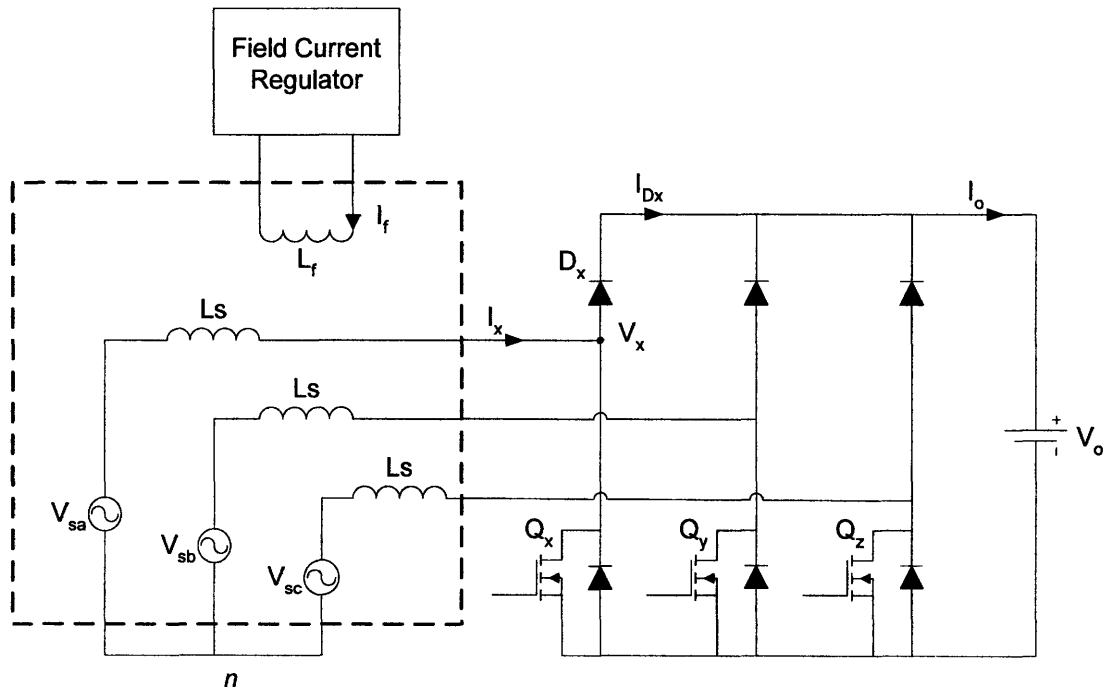 Field Current
Regulator
I_f
L_f
I_Dx
I_o
D_x
Ls
I_x
V_x
Ls
Ls
+
-
V_o
V_sa
V_sb
V_sc
Q_x
Q_y
Q_z
n